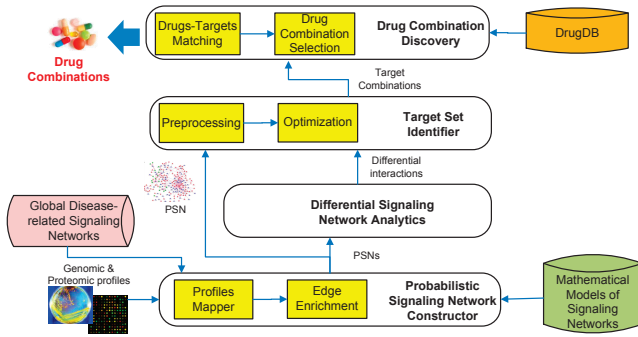 Drugs-Targets
Matching
Drug
Combination
Selection
Drug Combination
Discovery
DrugDB
Drug
Combinations
Target
Combinations
Preprocessing
Optimization
Target Set
Identifier
PSN
Differential
interactions
Global Disease-
related Signaling
Networks
Differential Signaling
Network Analytics
PSNs
Genomic &
Proteomic profiles
Profiles
Mapper
Edge
Enrichment
Probabilistic
Signaling Network
Constructor
Mathematical
Models of
Signaling
Networks